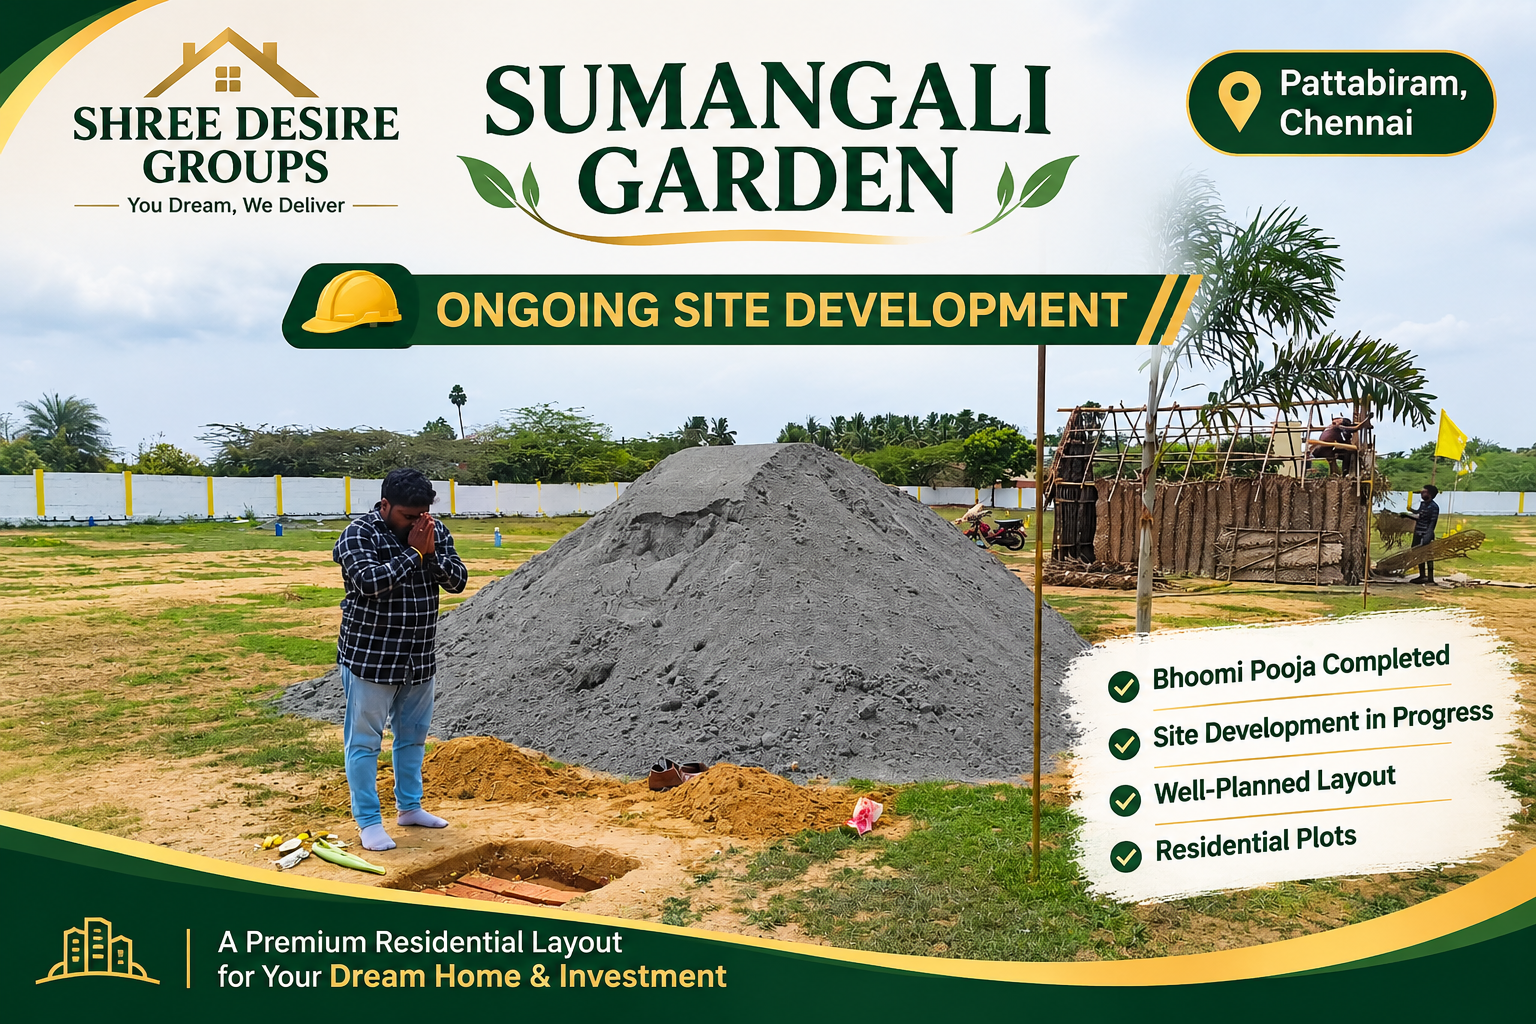 SHREE DESIRE
GROUPS
You Dream, We Deliver
SUMANGALI
GARDEN
Pattabiram,
Chennai
ONGOING SITE DEVELOPMENT
Bhoomi Pooja Completed
Site Development in Progress
Well-Planned Layout
Residential Plots
A Premium Residential Layout
for Your Dream Home & Investment